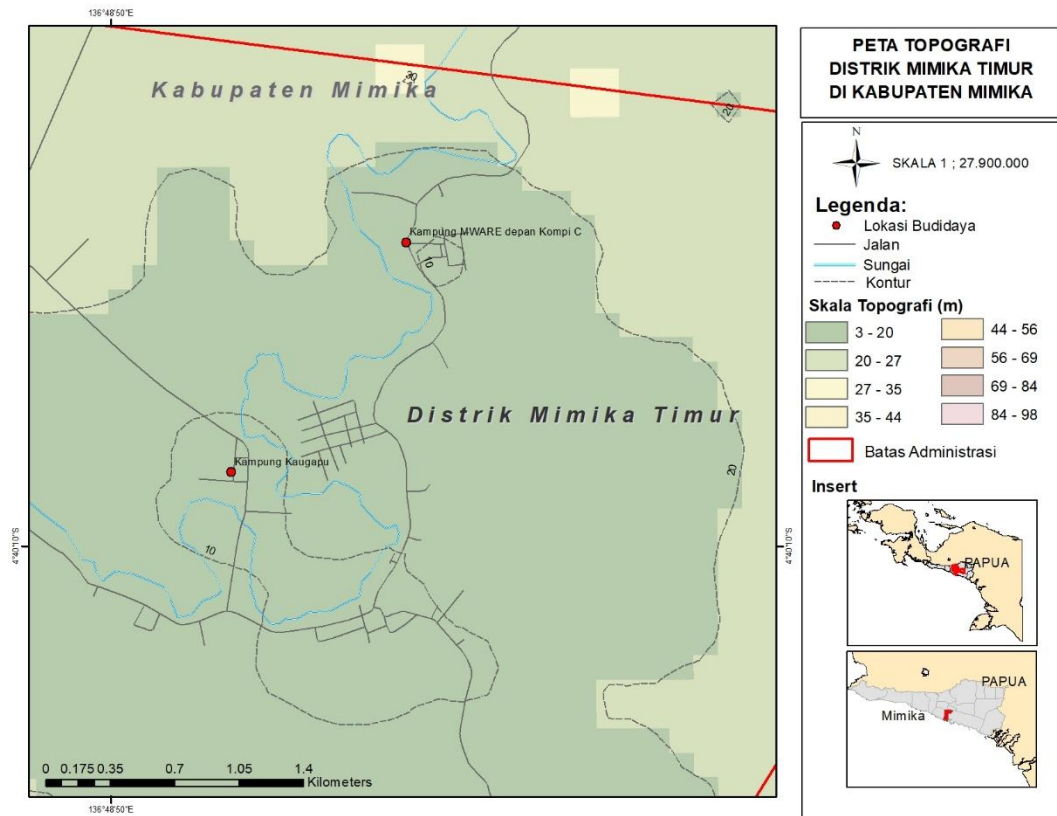 136°48'50"E
Kabupaten Mimika
30
20
Kampung MWARE depan Kompi C
10
Distrik Mimika Timur
20
Kampung Kaugapu
10
4°40'10"S
4°40'10"S
0 0.175 0.35 0.7 1.05 1.4
Kilometers
136°48'50"E
PETA TOPOGRAFI
DISTRIK MIMIKA TIMUR
DI KABUPATEN MIMIKA
N
SKALA 1 ; 27.900.000
Legenda:
Lokasi Budidaya
Jalan
Sungai
Kontur
Skala Topografi (m)
3 - 20
20 - 27
27 - 35
35 - 44
44 - 56
56 - 69
69 - 84
84 - 98
Batas Administrasi
Insert
PAPUA
PAPUA
Mimika